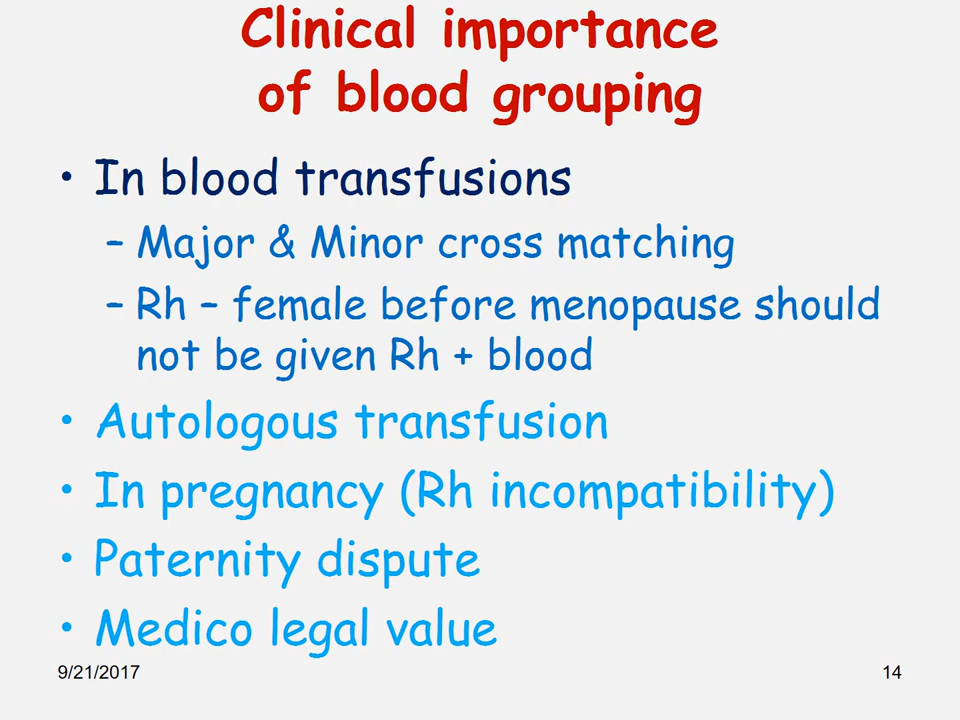 Clinical importance
of blood grouping
• In blood transfusions
– Major & Minor cross matching
– Rh – female before menopause should
not be given Rh + blood
• Autologous transfusion
• In pregnancy (Rh incompatibility)
• Paternity dispute
• Medico legal value
9/21/2017 14